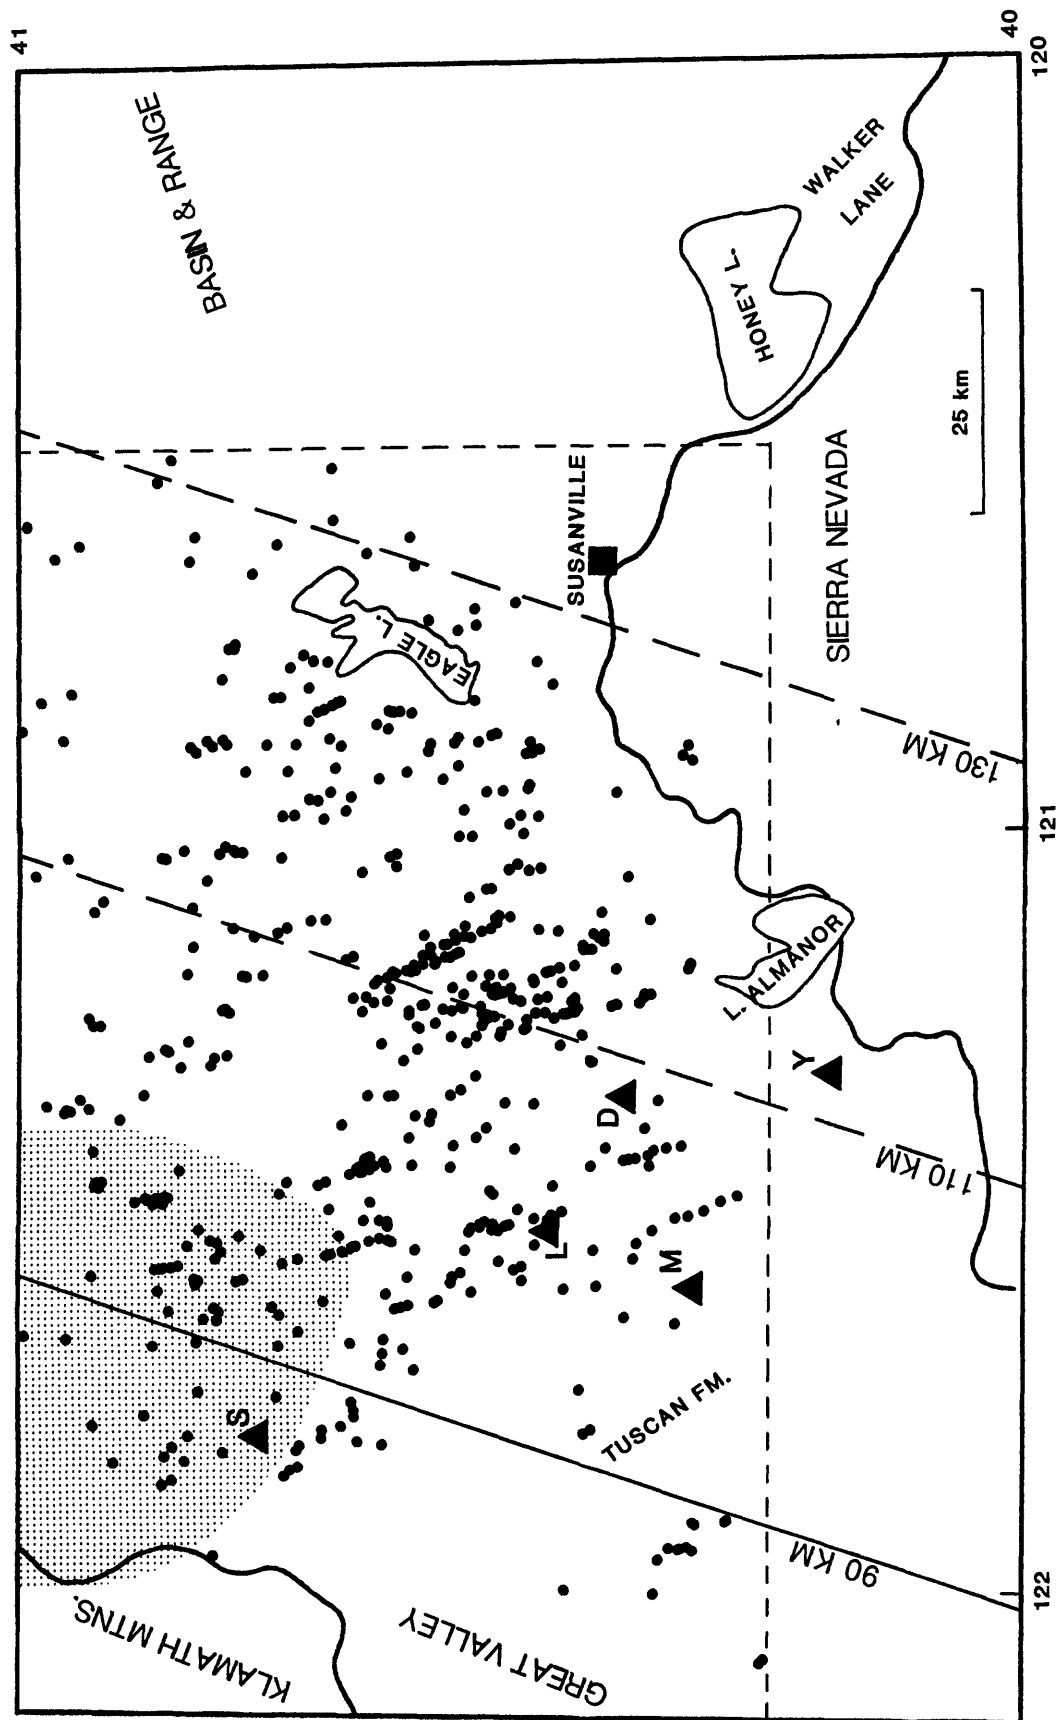 41
40
120
BASIN & RANGE
WALKER
LANE
HONEY L.
25 km
SIERRA NEVADA
SUSANVILLE
EAGLE L.
130 KM
121
L. ALMANOR
Y
D
110 KM
L
M
S
TUSCAN FM.
90 KM
122
KLAMATH MTNS.
GREAT VALLEY